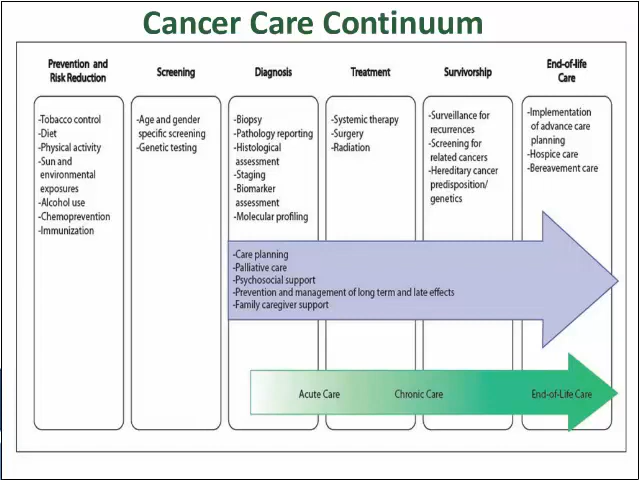 Cancer Care Continuum
Prevention and
Risk Reduction
Screening
Diagnosis
Treatment
Survivorship
End-of-life
Care
-Tobacco control
-Diet
-Physical activity
-Sun and
environmental
exposures
-Alcohol use
-Chemoprevention
-Immunization
-Age and gender
specific screening
-Genetic testing
-Biopsy
-Pathology reporting
-Histological
assessment
-Staging
-Biomarker
assessment
-Molecular profiling
-Systemic therapy
-Surgery
-Radiation
-Surveillance for
recurrences
-Screening for
related cancers
-Hereditary cancer
predisposition/
genetics
-Implementation
of advance care
planning
-Hospice care
-Bereavement care
-Care planning
-Palliative care
-Psychosocial support
-Prevention and management of long term and late effects
-Family caregiver support
Acute Care
Chronic Care
End-of-Life Care